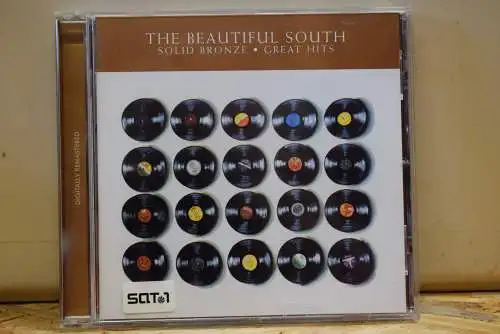 THE BEAUTIFUL SOUTH
SOLID BRONZE • GREAT HITS
DIGITALLY REMASTERED
SAT.1